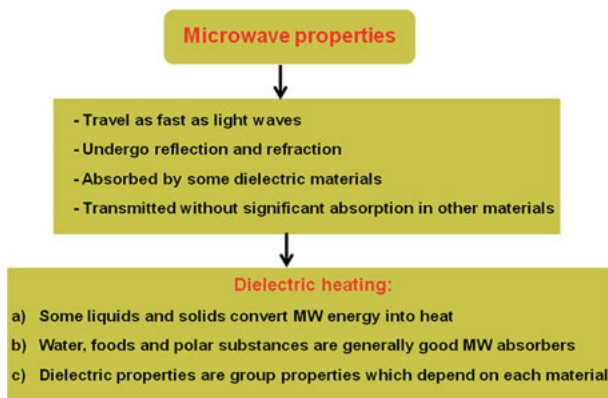 Microwave properties
- Travel as fast as light waves
- Undergo reflection and refraction
- Absorbed by some dielectric materials
- Transmitted without significant absorption in other materials
Dielectric heating:
a) Some liquids and solids convert MW energy into heat
b) Water, foods and polar substances are generally good MW absorbers
c) Dielectric properties are group properties which depend on each material